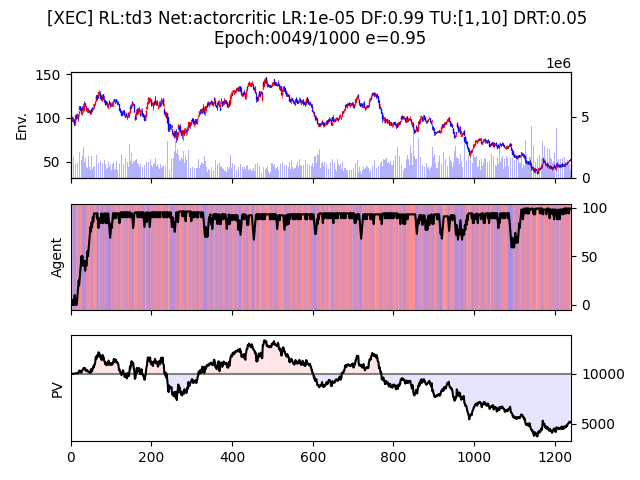 [XEC] RL:td3 Net:actorcritic LR:1e-05 DF:0.99 TU:[1,10] DRT:0.05
Epoch:0049/1000 e=0.95
1e6
150
100
50
Env.
5
0
Agent
100
50
0
PV
10000
5000
0 200 400 600 800 1000 1200